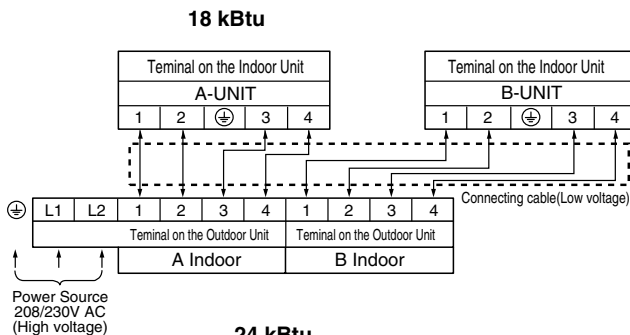 18 kBtu
Teminal on the Indoor Unit
A-UNIT
1 2 3 4
Teminal on the Indoor Unit
B-UNIT
1 2 3 4
Connecting cable(Low voltage)
L1 L2 1 2 3 4 1 2 3 4
Teminal on the Outdoor Unit Teminal on the Outdoor Unit
A Indoor B Indoor
Power Source
208/230V AC
(High voltage)
24 kBtu